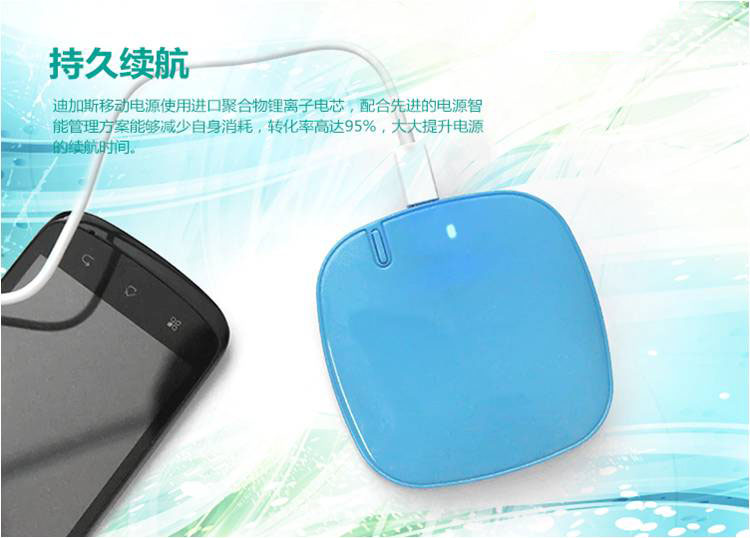 持久续航
迪加斯移动电源使用进口聚合物锂离子电芯，配合先进的电源智
能管理方案能够减少自身消耗，转化率高达95%，大大提升电源
的续航时间。